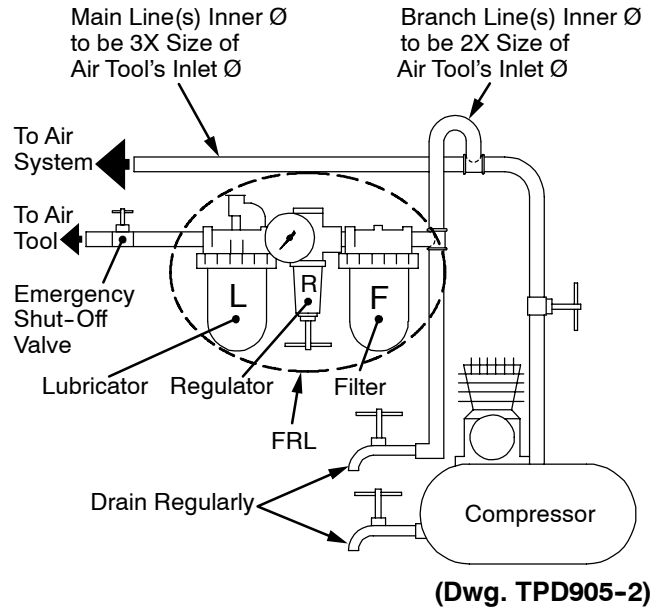 Main Line(s) Inner Ø
to be 3X Size of
Air Tool's Inlet Ø
Branch Line(s) Inner Ø
to be 2X Size of
Air Tool's Inlet Ø
To Air
System
To Air
Tool
Emergency
Shut-Off
Valve
L
R
F
Lubricator
Regulator
Filter
FRL
Drain Regularly
Compressor
(Dwg. TPD905-2)